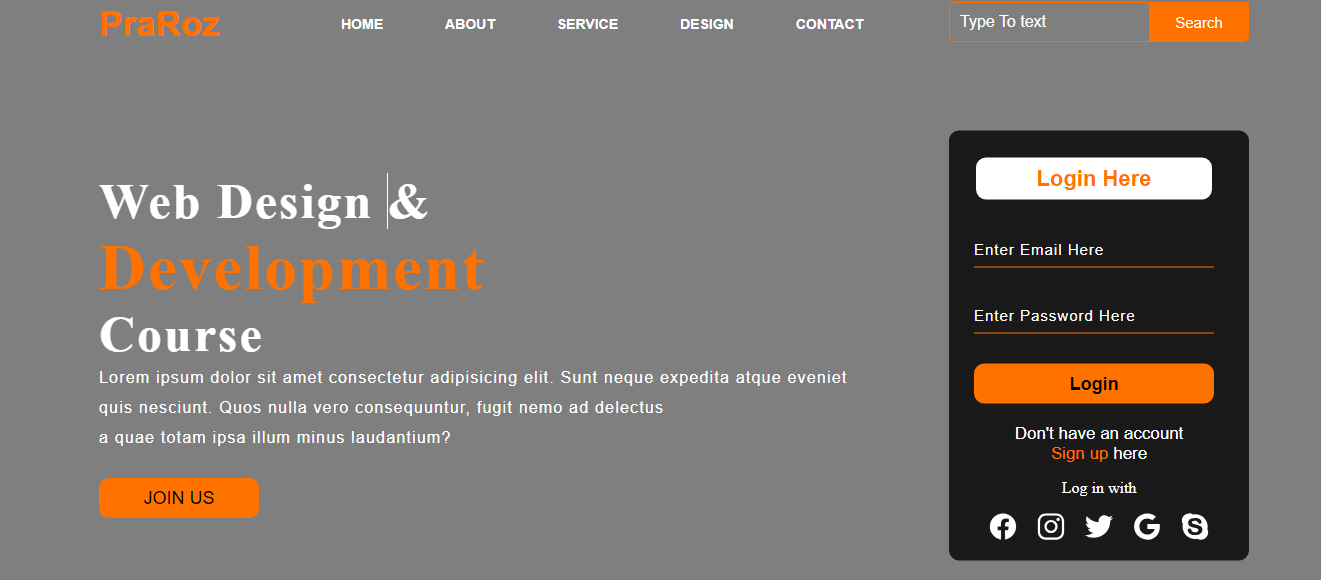 PraRoz
HOME ABOUT SERVICE DESIGN CONTACT
Type To text Search
Web Design &
Development
Course
Lorem ipsum dolor sit amet consectetur adipisicing elit. Sunt neque expedita atque eveniet
quis nesciunt. Quos nulla vero consequuntur, fugit nemo ad delectus
a quae totam ipsa illum minus laudantium?
JOIN US
Login Here
Enter Email Here
Enter Password Here
Login
Don't have an account
Sign up here
Log in with